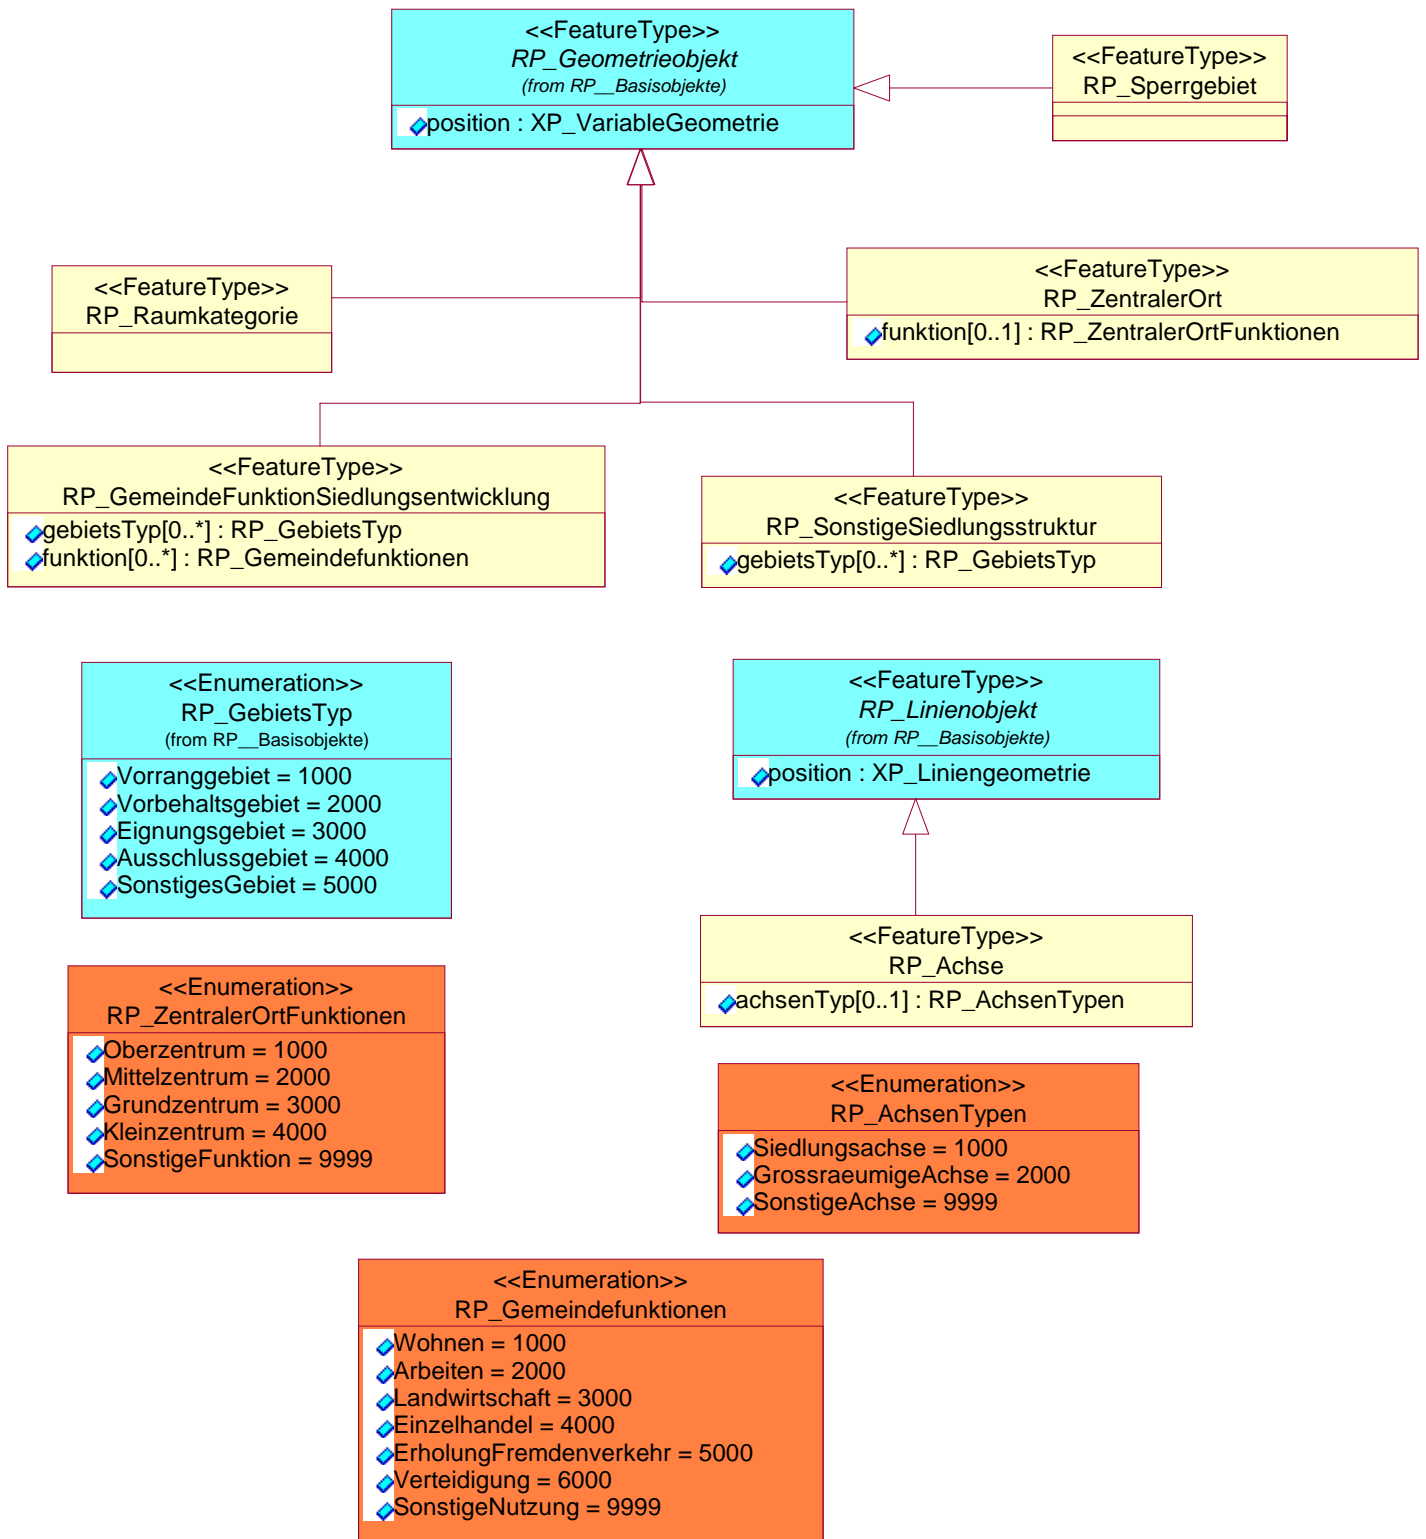 <<FeatureType>>
RP_Geometrieobjekt
(from RP__Basisobjekte)
position : XP_VariableGeometrie
<<FeatureType>>
RP_Sperrgebiet
<<FeatureType>>
RP_Raumkategorie
<<FeatureType>>
RP_ZentralerOrt
funktion[0..1] : RP_ZentralerOrtFunktionen
<<FeatureType>>
RP_GemeindeFunktionSiedlungsentwicklung
gebietsTyp[0..*] : RP_GebietsTyp
funktion[0..*] : RP_Gemeindefunktionen
<<FeatureType>>
RP_SonstigeSiedlungsstruktur
gebietsTyp[0..*] : RP_GebietsTyp
<<Enumeration>>
RP_GebietsTyp
(from RP__Basisobjekte)
Vorranggebiet = 1000
Vorbehaltsgebiet = 2000
Eignungsgebiet = 3000
Ausschlussgebiet = 4000
SonstigesGebiet = 5000
<<FeatureType>>
RP_Linienobjekt
(from RP__Basisobjekte)
position : XP_Liniengeometrie
<<FeatureType>>
RP_Achse
achsenTyp[0..1] : RP_AchsenTypen
<<Enumeration>>
RP_ZentralerOrtFunktionen
Oberzentrum = 1000
Mittelzentrum = 2000
Grundzentrum = 3000
Kleinzentrum = 4000
SonstigeFunktion = 9999
<<Enumeration>>
RP_AchsenTypen
Siedlungsachse = 1000
GrossraeumigeAchse = 2000
SonstigeAchse = 9999
<<Enumeration>>
RP_Gemeindefunktionen
Wohnen = 1000
Arbeiten = 2000
Landwirtschaft = 3000
Einzelhandel = 4000
ErholungFremdenverkehr = 5000
Verteidigung = 6000
SonstigeNutzung = 9999